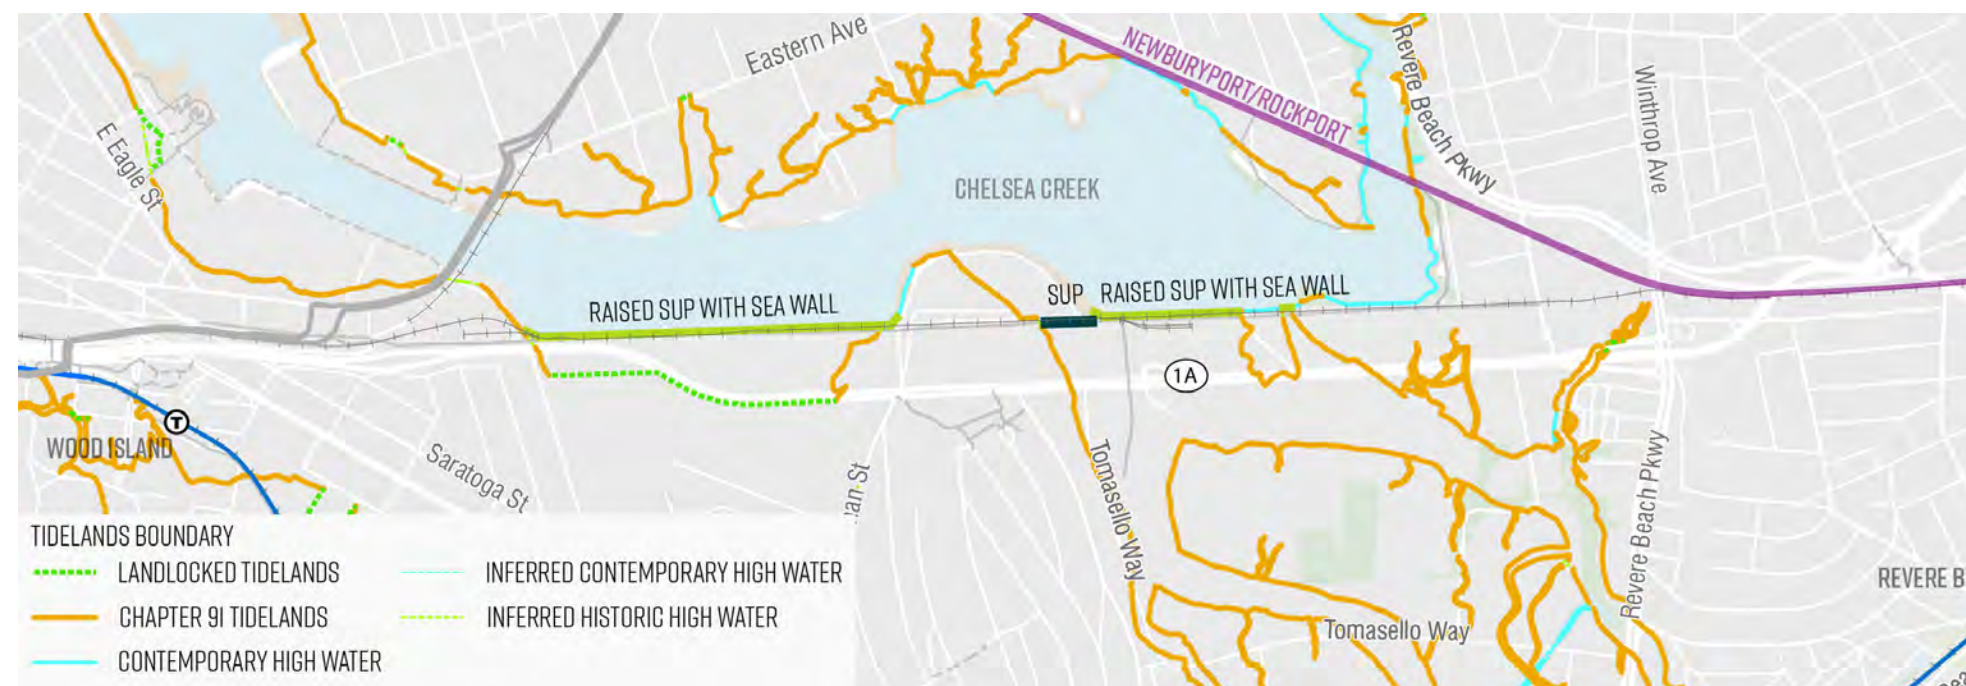 Eastern Ave
NEWBURYPORT/ROCKPORT
Revere Beach Pkwy
Winthrop Ave
E Eagle St
CHELSEA CREEK
RAISED SUP WITH SEA WALL
SUP
RAISED SUP WITH SEA WALL
1A
T
WOOD ISLAND
Saratoga St
Tomasello Way
Revere Beach Pkwy
REVERE B
Tomasello Way
TIDELANDS BOUNDARY
LANDLOCKED TIDELANDS
CHAPTER 91 TIDELANDS
CONTEMPORARY HIGH WATER
INFERRED CONTEMPORARY HIGH WATER
INFERRED HISTORIC HIGH WATER